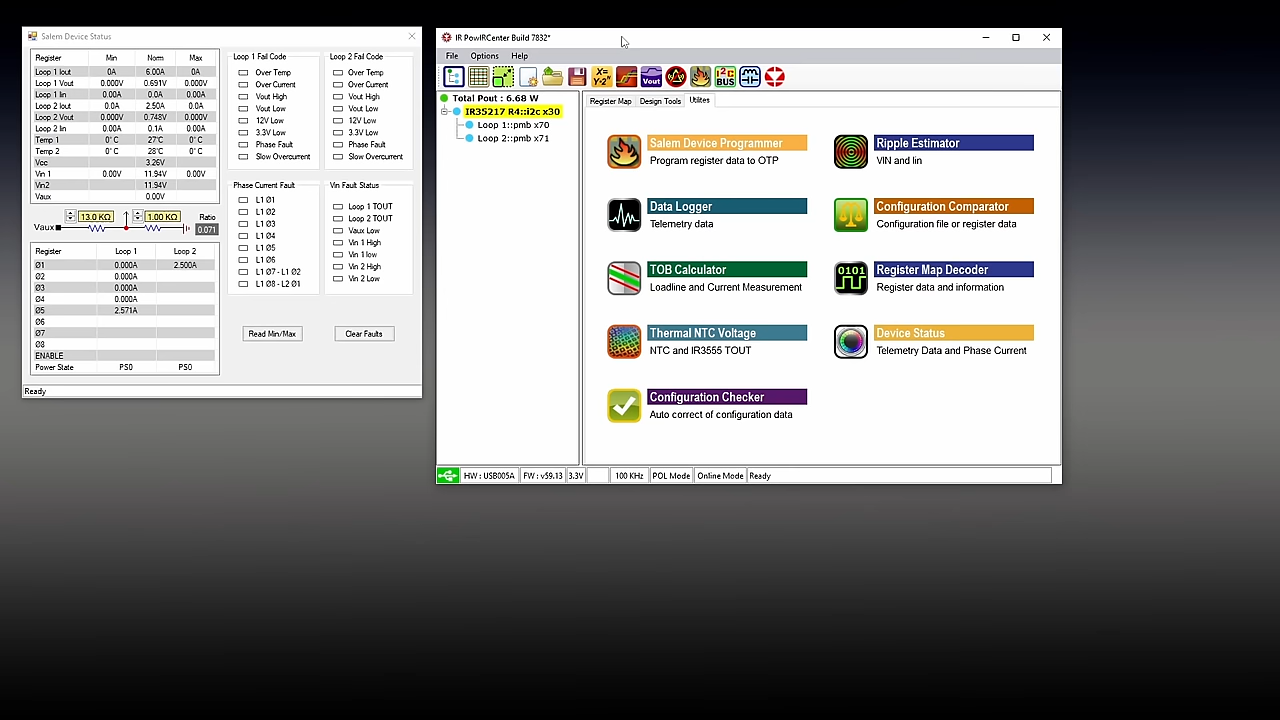 Salem Device Status
Register Min Norm Max
Loop 1 Iout 0A 6.00A 0A
Loop 1 Vout 0.000V 0.691V 0.000V
Loop 1 Iin 0.0A 0.0A 0.0A
Loop 2 Iout 0.0A 2.50A 0.0A
Loop 2 Vout 0.000V 0.748V 0.000V
Loop 2 Iin 0.0A 0.1A 0.0A
Temp 1 0° C 27°C 0° C
Temp 2 0° C 28°C 0° C
Vcc 3.26V
Vin 1 0.00V 11.94V 0.00V
Vin2 11.94V
Vaux 0.00V
13.0 KΩ 1.00 KΩ Ratio
Vaux 0.071
Register Loop 1 Loop 2
Ø1 0.000A 2.500A
Ø2 0.000A
Ø3 0.000A
Ø4 0.000A
Ø5 2.571A
Ø6
Ø7
Ø8
ENABLE
Power State PS0 PS0
Loop 1 Fail Code
Over Temp
Over Current
Vout High
Vout Low
12V Low
3.3V Low
Phase Fault
Slow Overcurrent
Loop 2 Fail Code
Over Temp
Over Current
Vout High
Vout Low
12V Low
3.3V Low
Phase Fault
Slow Overcurrent
Phase Current Fault
L1 Ø1
L1 Ø2
L1 Ø3
L1 Ø4
L1 Ø5
L1 Ø6
L1 Ø7 - L1 Ø2
L1 Ø8 - L2 Ø1
Vin Fault Status
Loop 1 TOUT
Loop 2 TOUT
Vaux Low
Vin 1 High
Vin 1 low
Vin 2 High
Vin 2 Low
Read Min/Max Clear Faults
Ready
IR PowIRCenter Build 7832*
File Options Help
X=
Y-2*
Vout
I2C
BUS
Total Pout : 6.68 W
IR35217 R4::i2c x30
Loop 1::pmb x70
Loop 2::pmb x71
Register Map Design Tools Utilites
Salem Device Programmer
Program register data to OTP
Ripple Estimator
VIN and Iin
Data Logger
Telemetry data
Configuration Comparator
Configuration file or register data
TOB Calculator
Loadline and Current Measurement
0101
Register Map Decoder
Register data and information
Thermal NTC Voltage
NTC and IR3555 TOUT
Device Status
Telemetry Data and Phase Current
Configuration Checker
Auto correct of configuration data
HW : USB005A FW : v59.13 3.3V 100 KHz POL Mode Online Mode Ready